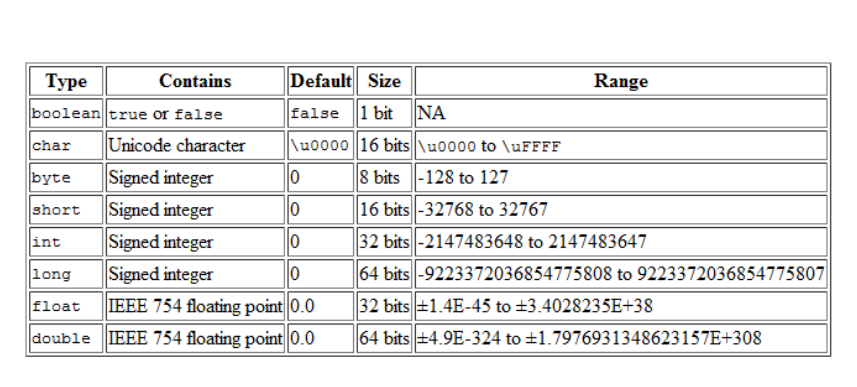 Type Contains Default Size Range
boolean true or false false 1 bit NA
char Unicode character \u0000 16 bits \u0000 to \uFFFF
byte Signed integer 0 8 bits -128 to 127
short Signed integer 0 16 bits -32768 to 32767
int Signed integer 0 32 bits -2147483648 to 2147483647
long Signed integer 0 64 bits -9223372036854775808 to 9223372036854775807
float IEEE 754 floating point 0.0 32 bits ±1.4E-45 to ±3.4028235E+38
double IEEE 754 floating point 0.0 64 bits ±4.9E-324 to ±1.7976931348623157E+308